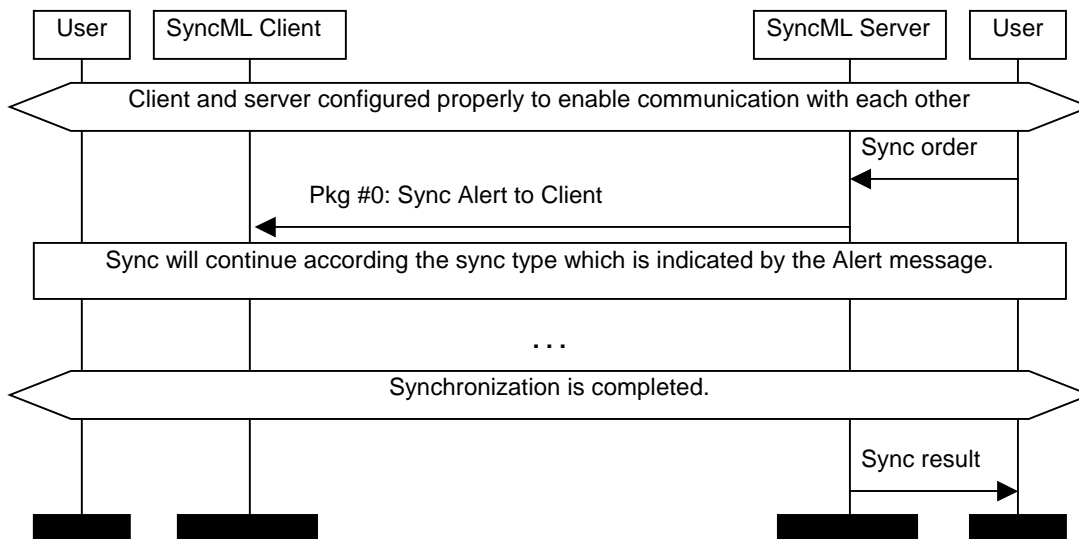 User
SyncML Client
SyncML Server
User
Client and server configured properly to enable communication with each other
Sync order
Pkg #0: Sync Alert to Client
Sync will continue according the sync type which is indicated by the Alert message.
...
Synchronization is completed.
Sync result